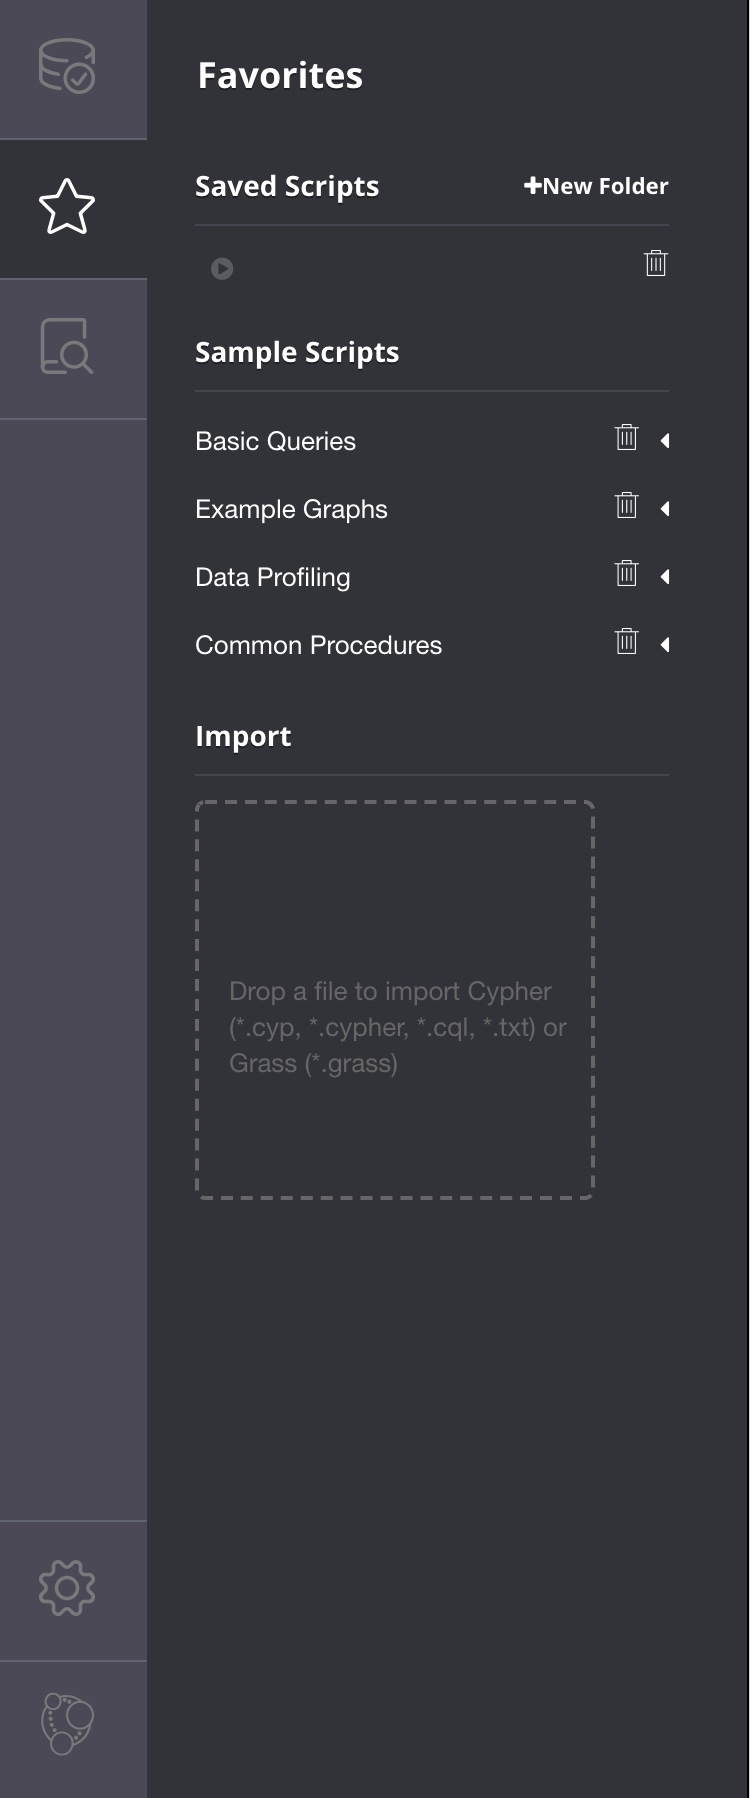 Favorites
Saved Scripts
New Folder
Sample Scripts
Basic Queries
Example Graphs
Data Profiling
Common Procedures
Import
Drop a file to import Cypher
(*.cyp, *.cypher, *.cql, *.txt) or
Grass (*.grass)